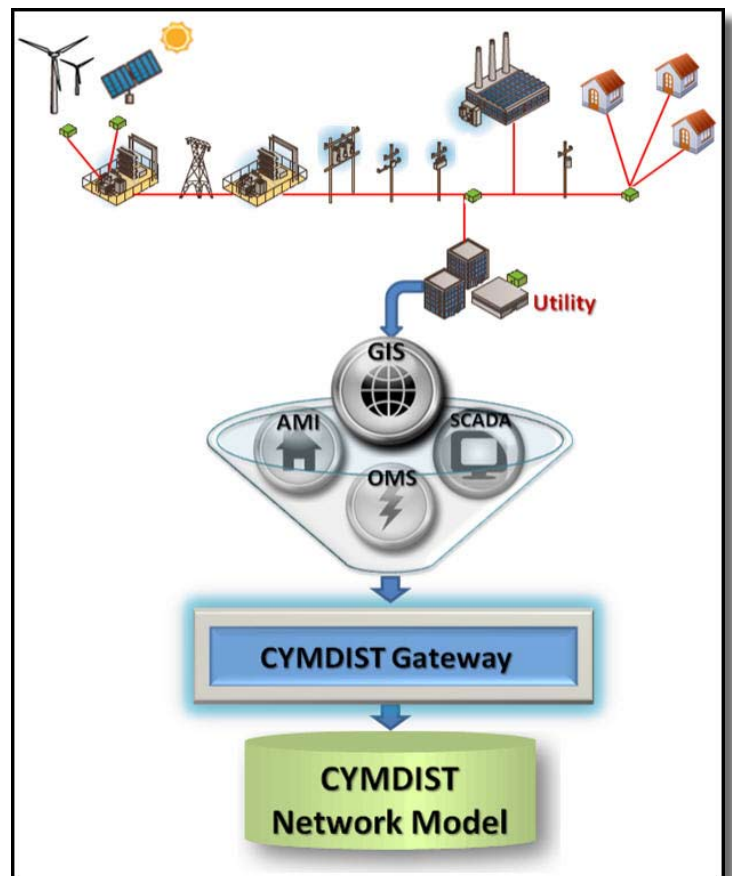 Utility
GIS
AMI
SCADA
OMS
CYMDIST Gateway
CYMDIST
Network Model